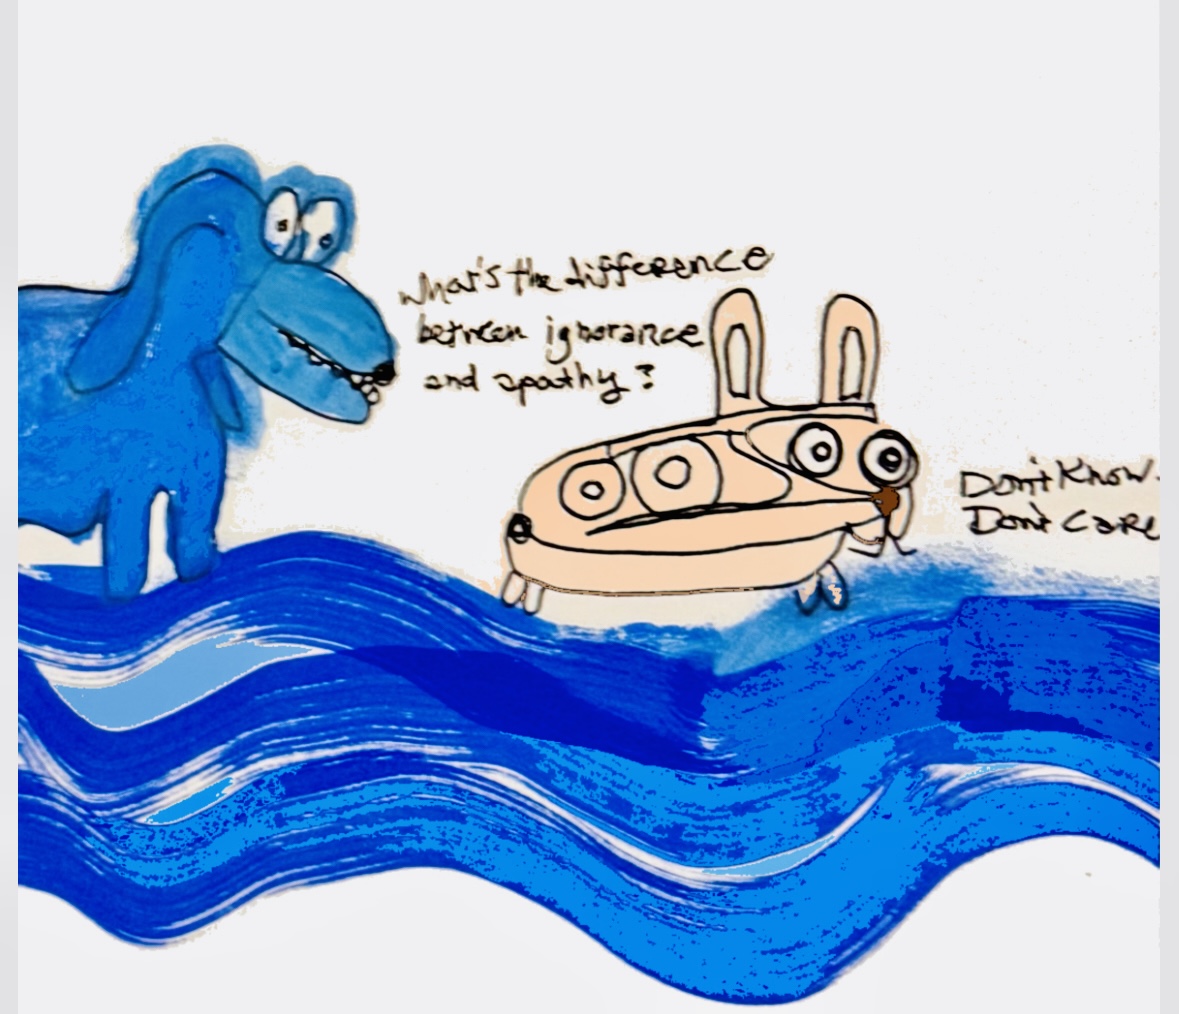 What's the difference
between ignorance
and apathy?
Don't Know.
Don't Care